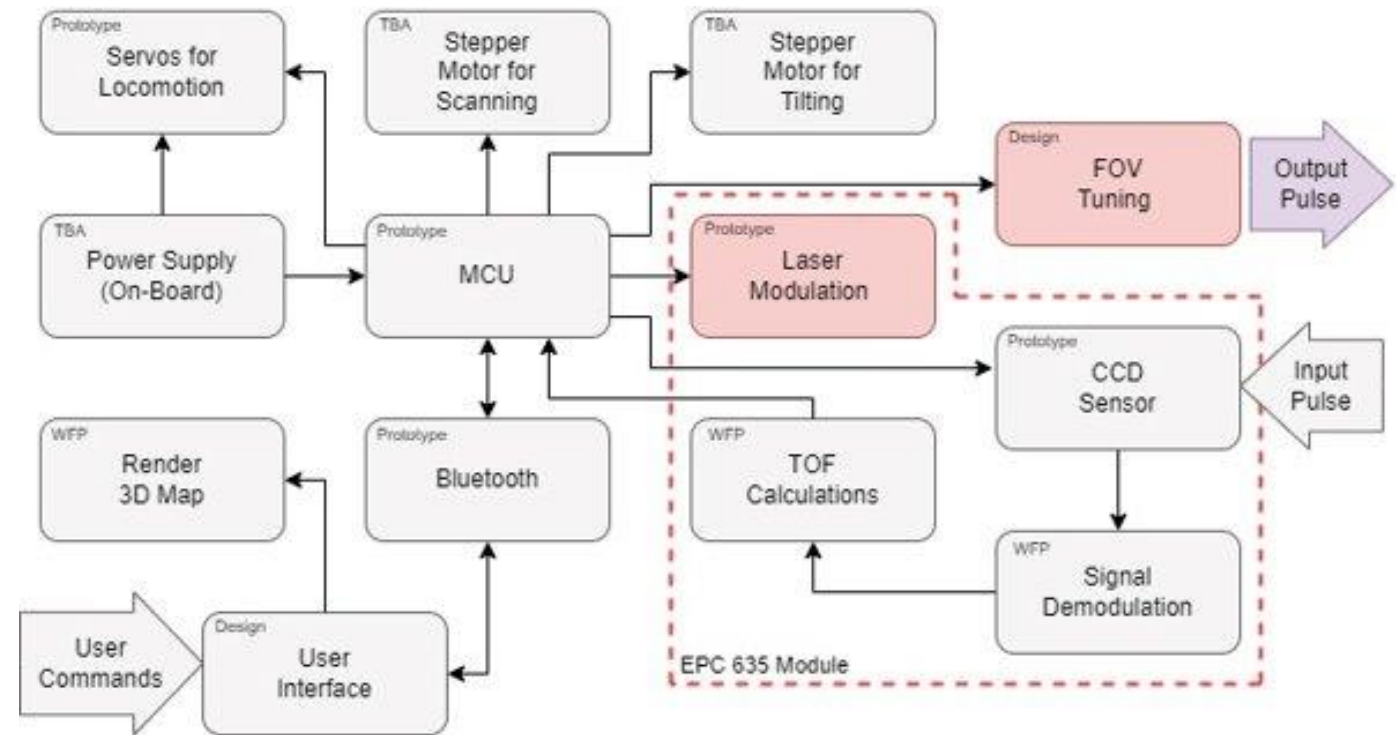 Prototype
Servos for
Locomotion
TBA
Stepper
Motor for
Scanning
TBA
Stepper
Motor for
Tilting
Design
FOV
Tuning
Output
Pulse
TBA
Power Supply
(On-Board)
Prototype
MCU
Prototype
Laser
Modulation
Prototype
CCD
Sensor
Input
Pulse
WFP
Render
3D Map
Prototype
Bluetooth
WFP
TOF
Calculations
WFP
Signal
Demodulation
EPC 635 Module
User
Commands
Design
User
Interface